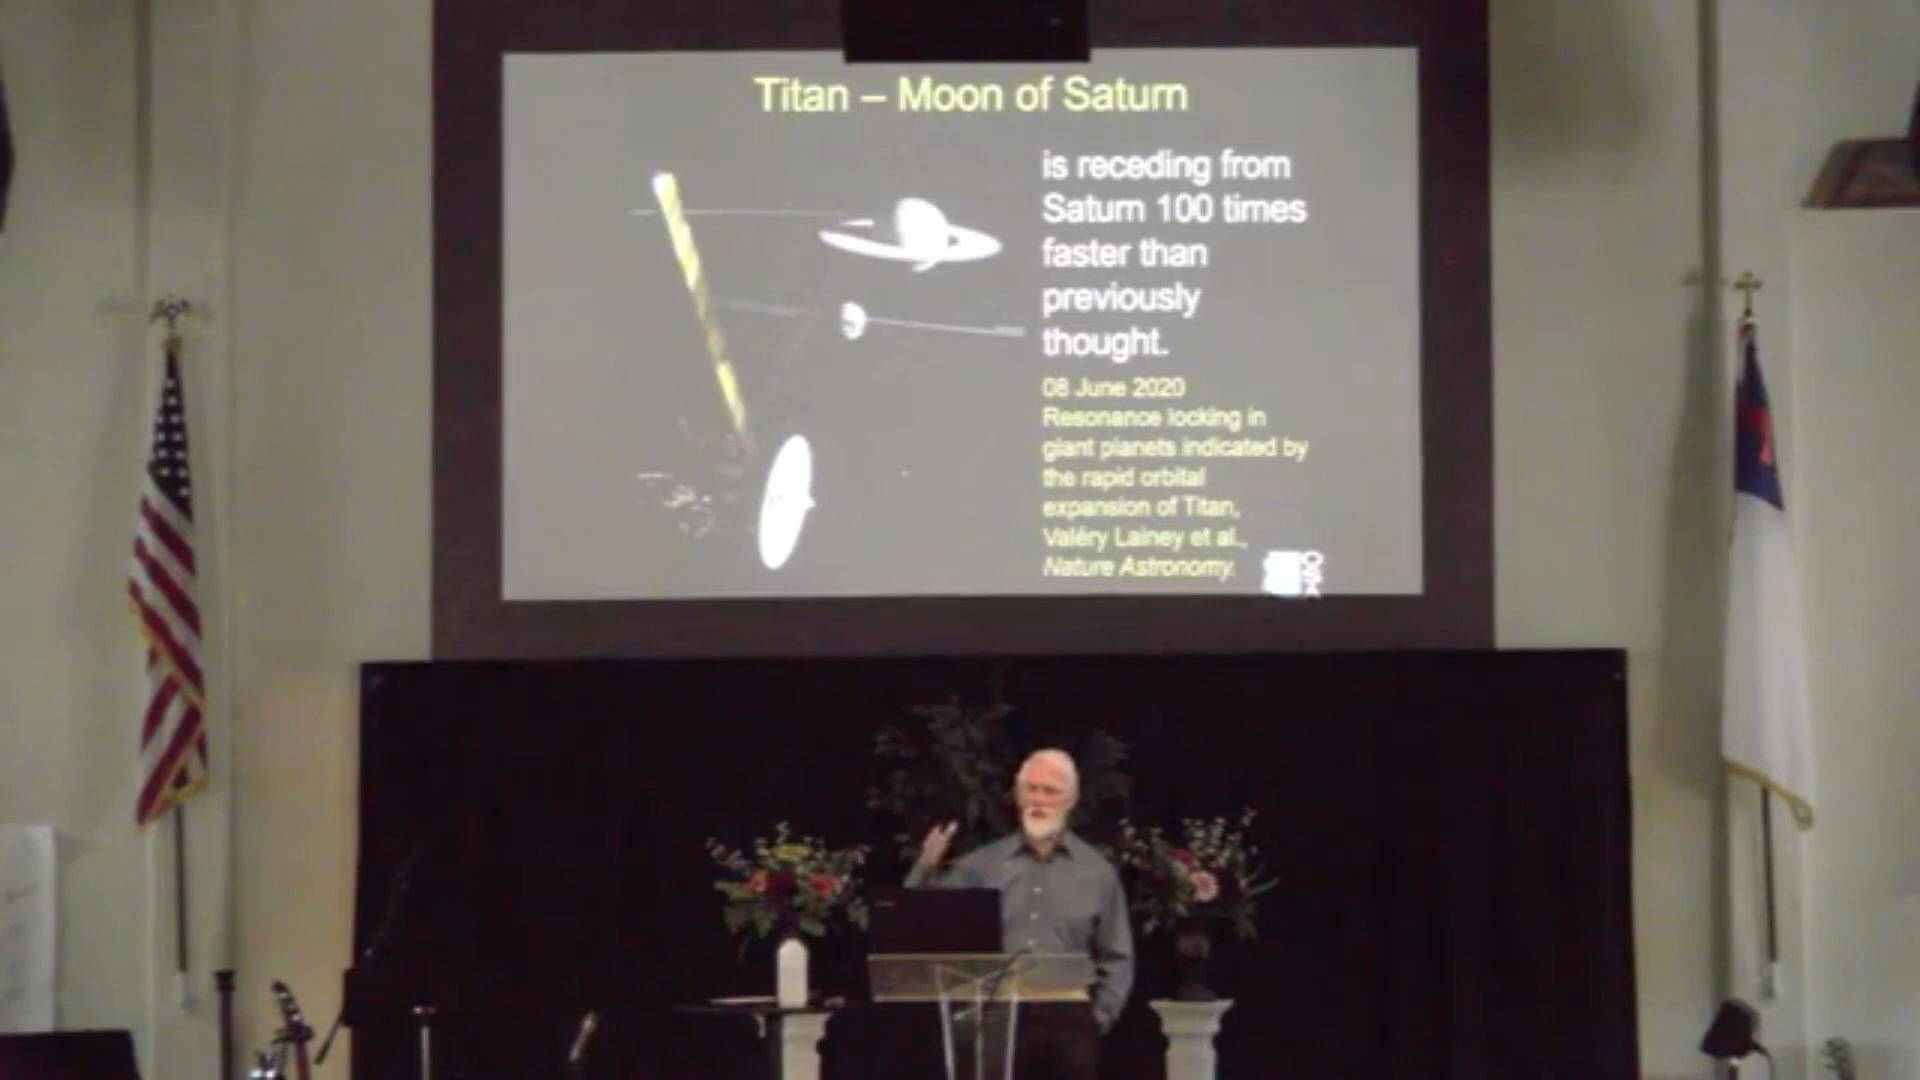 Titan – Moon of Saturn
is receding from
Saturn 100 times
faster than
previously
thought.
08 June 2020
Resonance locking in
giant planets indicated by
the rapid orbital
expansion of Titan,
Valéry Lainey et al.,
Nature Astronomy.